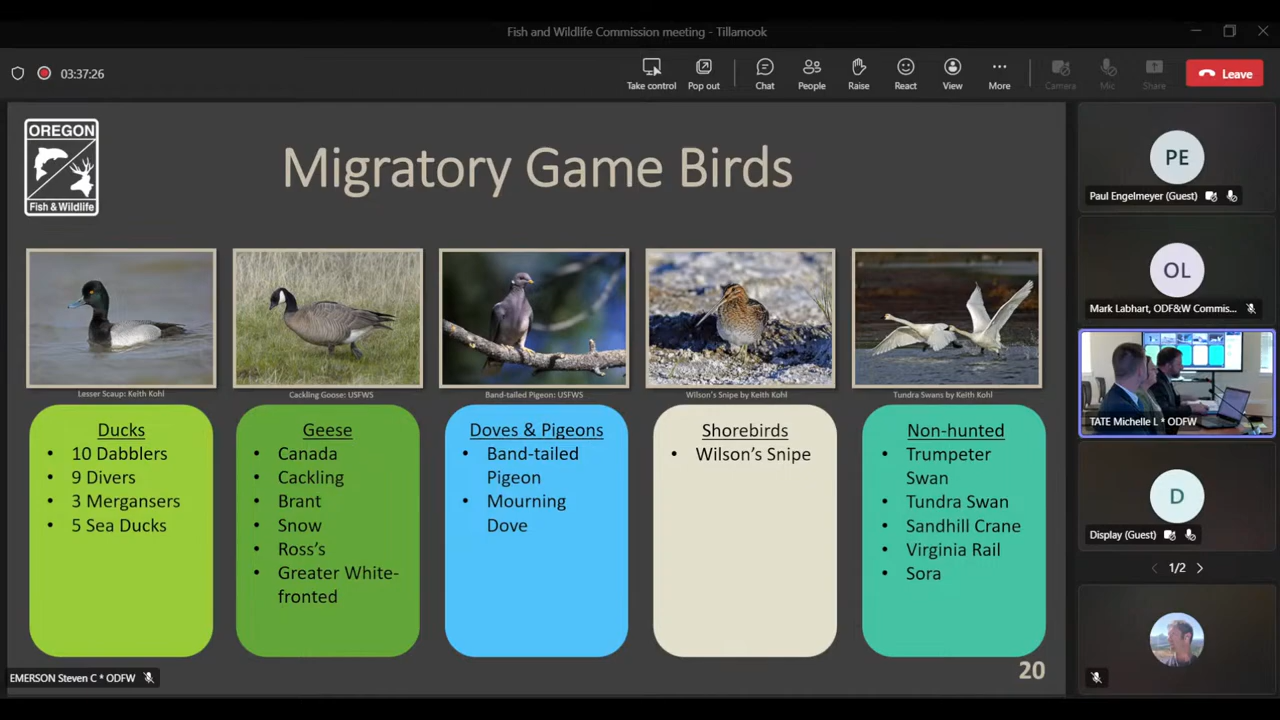 Fish and Wildlife Commission meeting - Tillamook
03:37:26
Take control
Pop out
Chat
People
Raise
React
View
More
Camera
Mic
Share
Leave
OREGON
Fish & Wildlife
Migratory Game Birds
Lesser Scaup: Keith Kohl
Cackling Goose: USFWS
Band-tailed Pigeon: USFWS
Wilson's Snipe by Keith Kohl
Tundra Swans by Keith Kohl
Ducks
• 10 Dabblers
• 9 Divers
• 3 Mergansers
• 5 Sea Ducks
Geese
• Canada
• Cackling
• Brant
• Snow
• Ross's
• Greater White-
fronted
Doves & Pigeons
• Band-tailed
Pigeon
• Mourning
Dove
Shorebirds
• Wilson's Snipe
Non-hunted
• Trumpeter
Swan
• Tundra Swan
• Sandhill Crane
• Virginia Rail
• Sora
20
EMERSON Steven C * ODFW
PE
Paul Engelmeyer (Guest)
OL
Mark Labhart, ODF&W Commis...
TATE Michelle L * ODFW
D
Display (Guest)
1/2